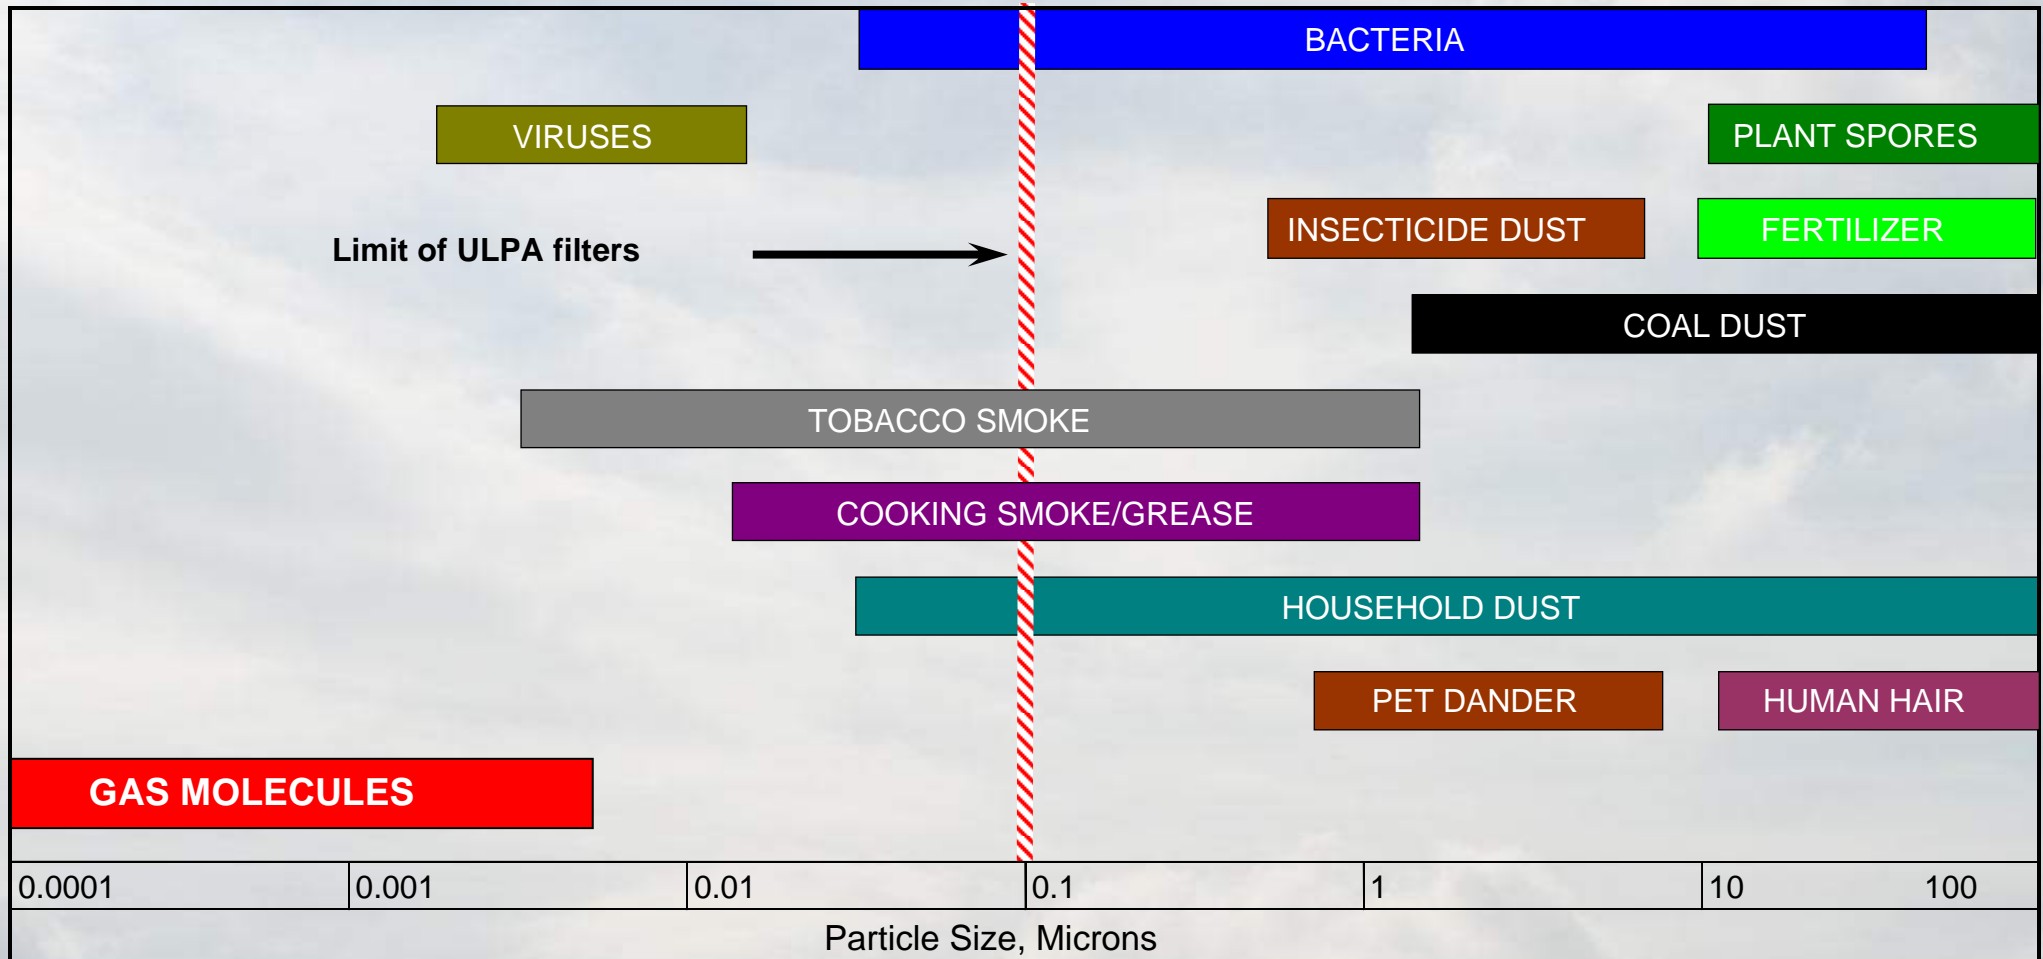 BACTERIA
VIRUSES
PLANT SPORES
INSECTICIDE DUST
FERTILIZER
Limit of ULPA filters
COAL DUST
TOBACCO SMOKE
COOKING SMOKE/GREASE
HOUSEHOLD DUST
PET DANDER
HUMAN HAIR
GAS MOLECULES
0.0001 0.001 0.01 0.1 1 10 100
Particle Size, Microns